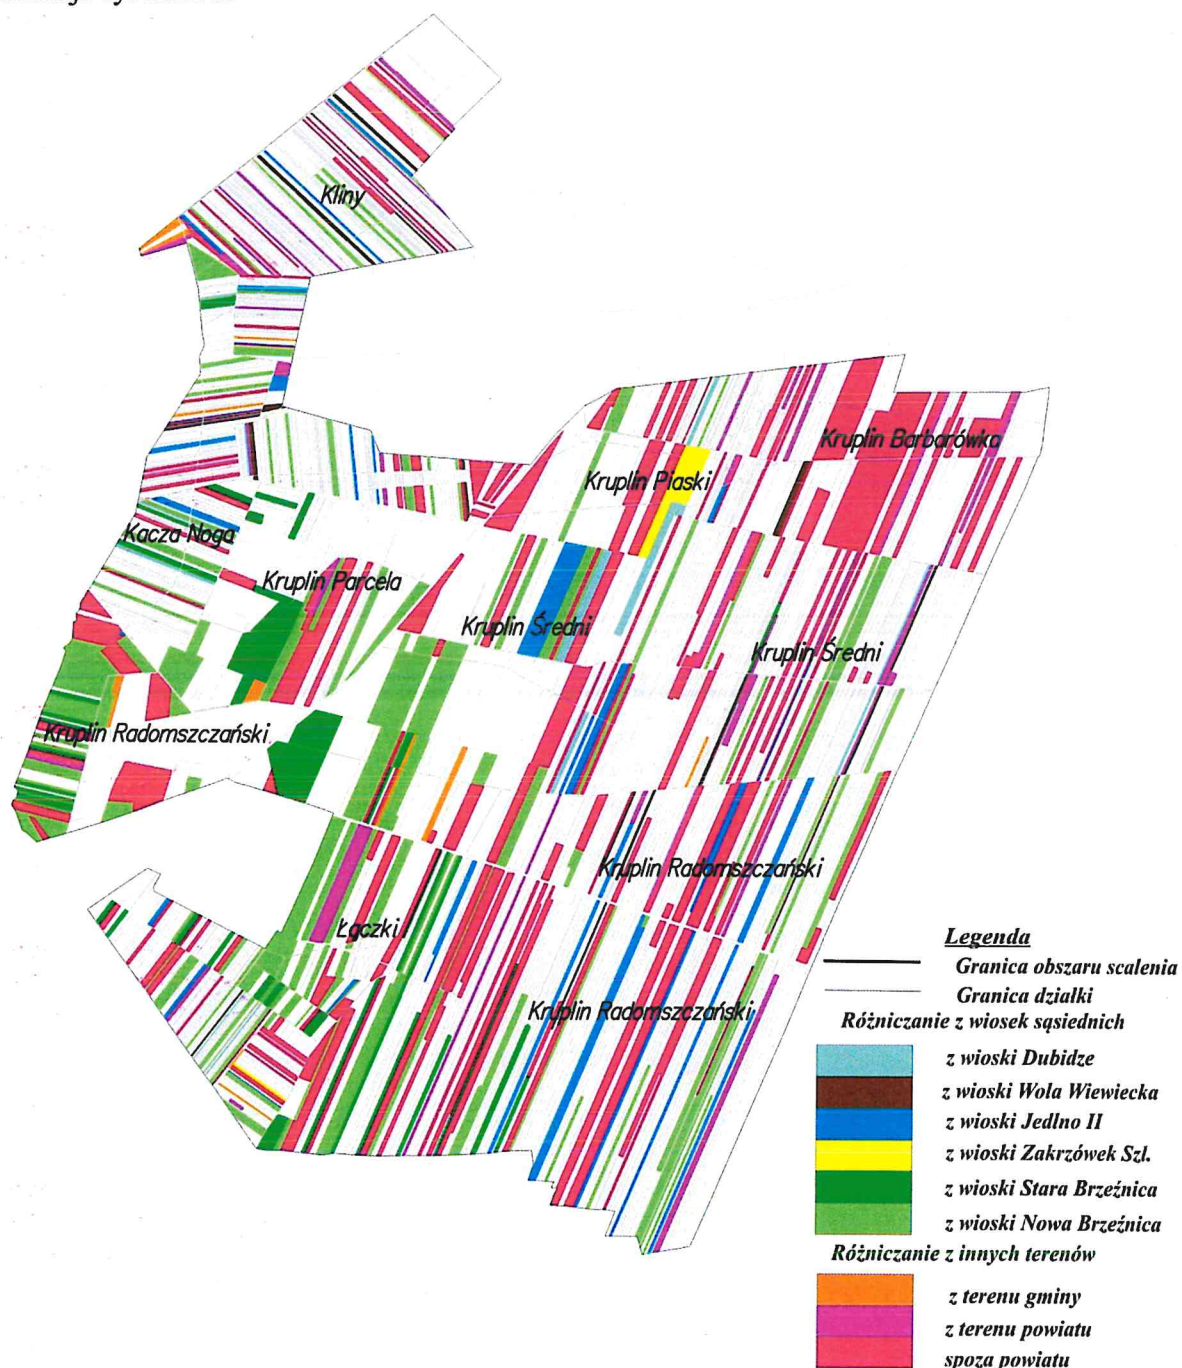 Kliny
Kruplin Barbarówka
Kruplin Piaski
Kacza Noga
Kruplin Parcela
Kruplin Średni
Kruplin Średni
Kruplin Radomszczański
Kruplin Radomszczański
Łączki
Kruplin Radomszczański
Legenda
Granica obszaru scalenia
Granica działki
Różniczanie z wiosek sąsiednich
z wioski Dubidze
z wioski Wola Wiewiecka
z wioski Jedlno II
z wioski Zakrzówek Szl.
z wioski Stara Brzeźnica
z wioski Nowa Brzeźnica
Różniczanie z innych terenów
z terenu gminy
z terenu powiatu
spoza powiatu